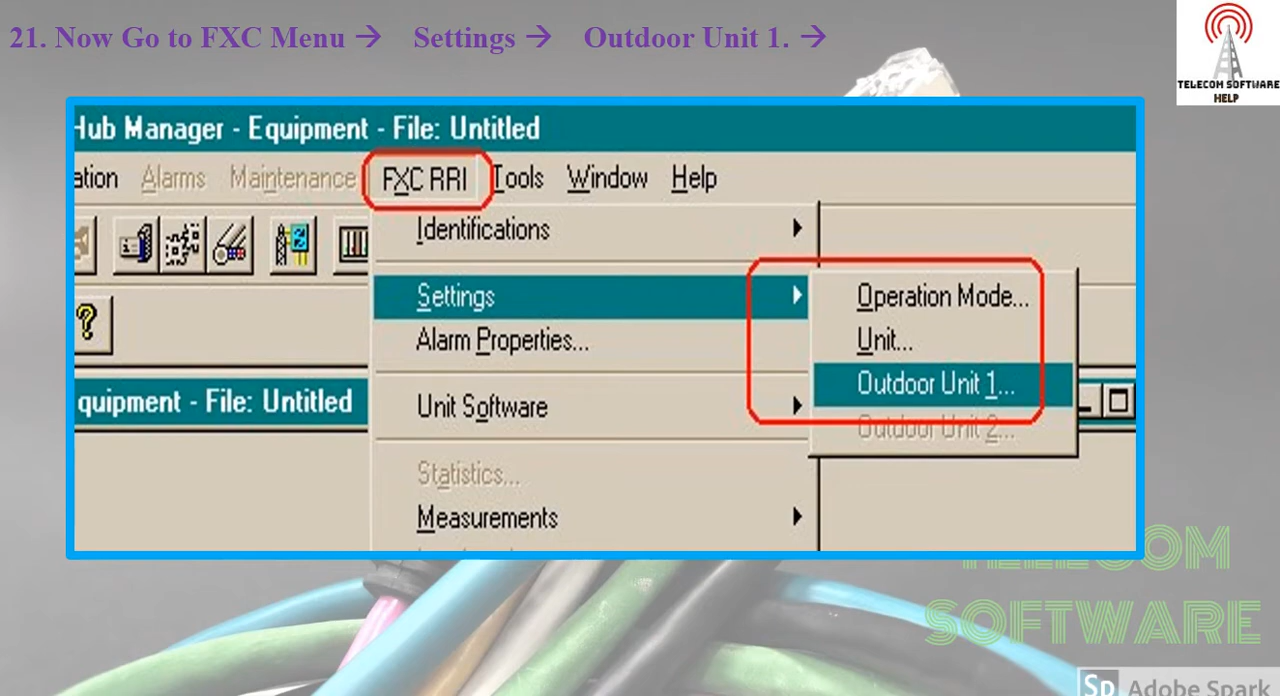 21. Now Go to FXC Menu → Settings → Outdoor Unit 1. →
TELECOM SOFTWARE
HELP
Hub Manager - Equipment - File: Untitled
ation Alarms Maintenance FXC RRI Tools Window Help
Identifications
Settings
Operation Mode...
Alarm Properties...
Unit...
quipment - File: Untitled
Outdoor Unit 1...
Unit Software
Outdoor Unit 2...
Statistics...
Measurements
TELECOM
SOFTWARE
Sp Adobe Spark